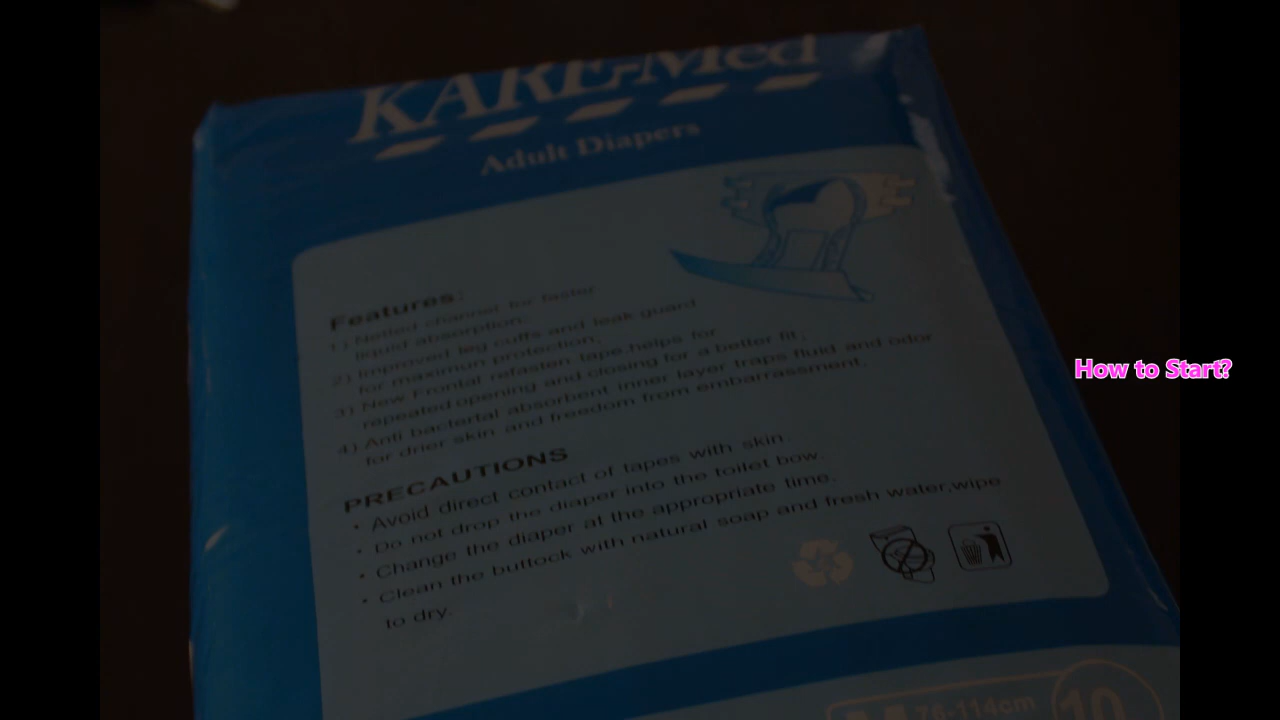 KARE-Med
Adult Diapers
Features:
1) Netted channel for faster
liquid absorption;
2) Improved leg cuffs and leak guard
for maximun protection,
3) New Frontal refasten tape,helps for
repeated.opening and closing for a better fit;
4) Anti bactertal absorbent inner layer traps fluid and odor
for drier skin and freedom from embarrassment.
PRECAUTIONS
• Avoid direct contact of tapes with skin
• Do not drop the diaper into the toilet bow.
• Change the diaper at the appropriate time.
• Clean the buttock with natural soap and fresh water,wipe
to dry.
M 76-114cm 10
How to Start?